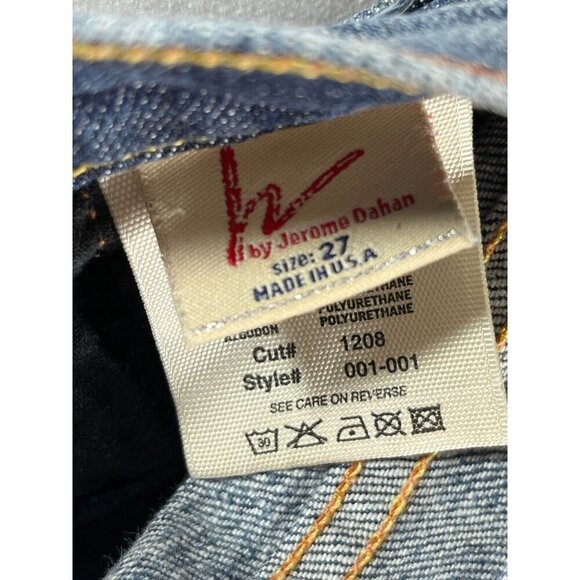 h
by Jerome Dahan
Size: 27
MADE IN U.S.A
POLYURETHANE
POLYURETHANE
ALGODON POLYURETHANE
Cut# 1208
Style# 001-001
SEE CARE ON REVERSE
30